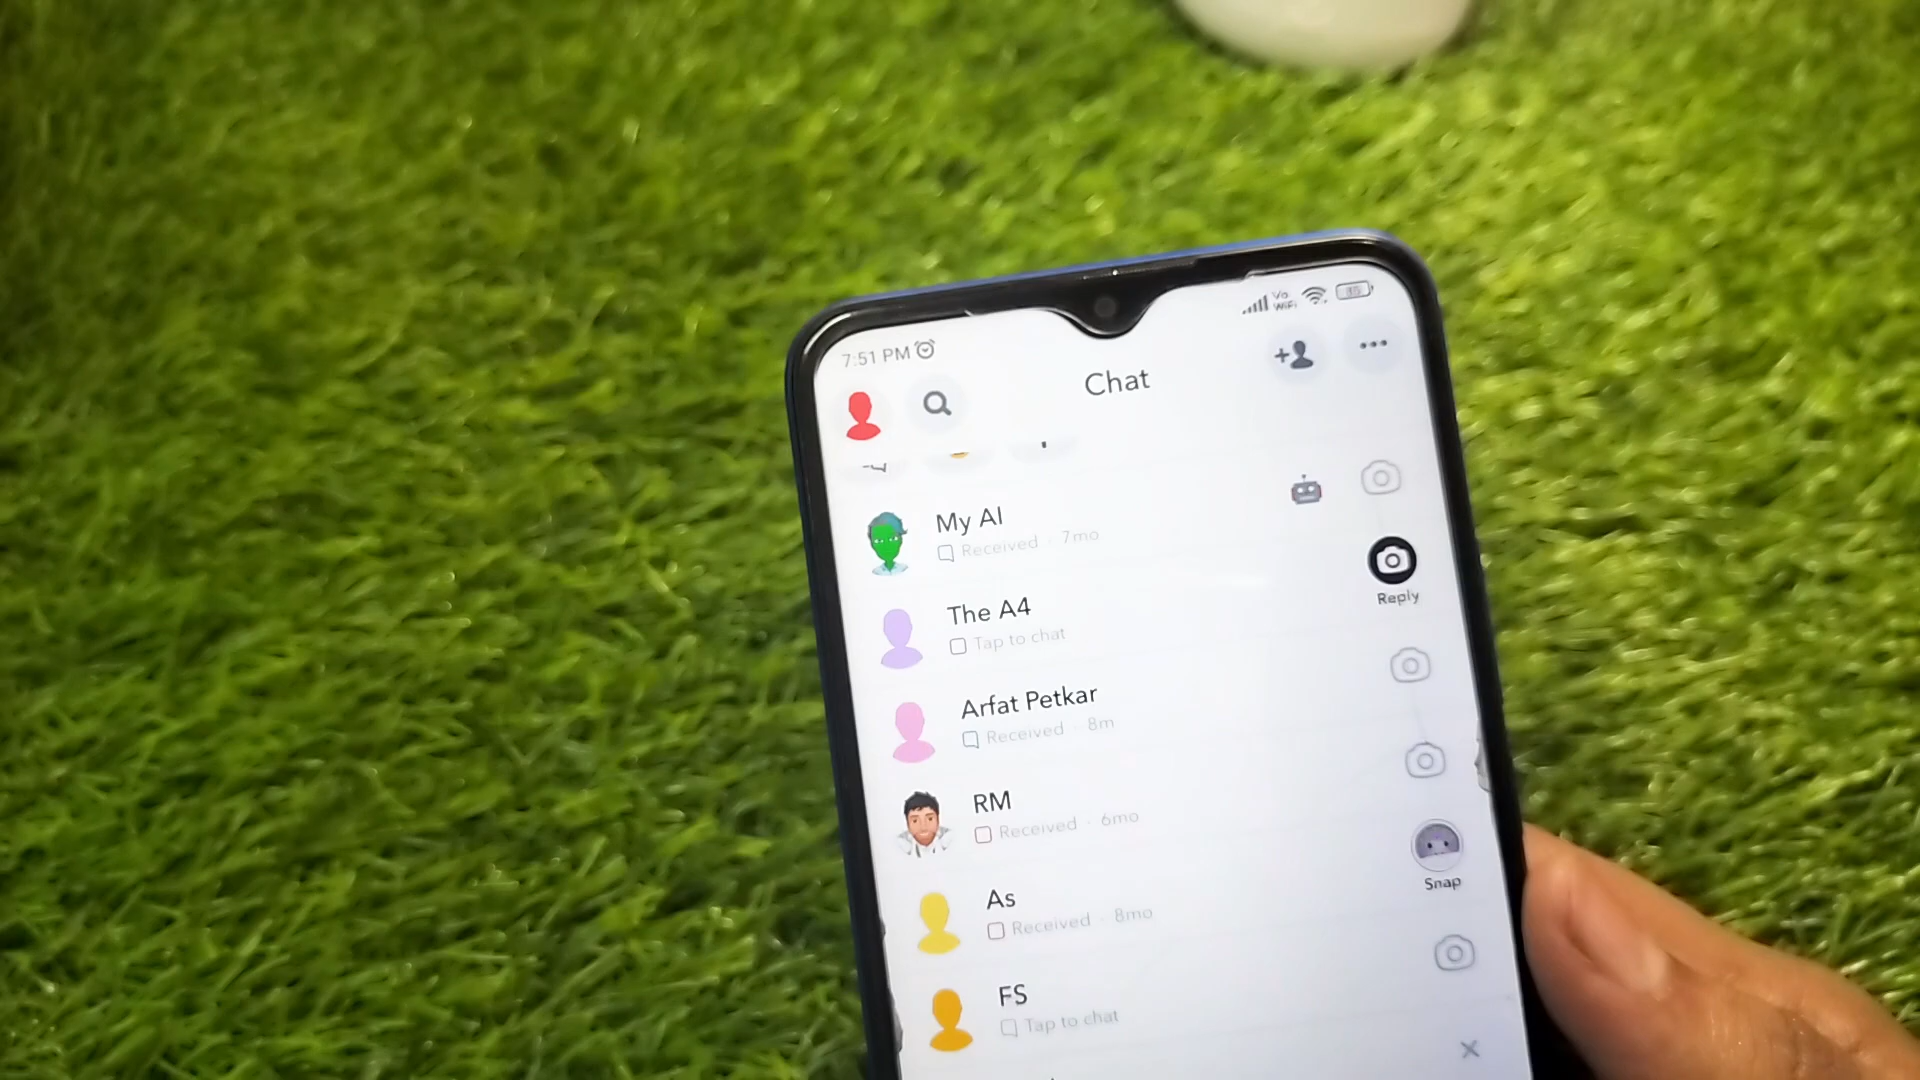 7:51 PM
Vo
WiFi
Chat
My AI
Received · 7mo
Reply
The A4
Tap to chat
Arfat Petkar
Received · 8m
RM
Received · 6mo
Snap
As
Received · 8mo
FS
Tap to chat